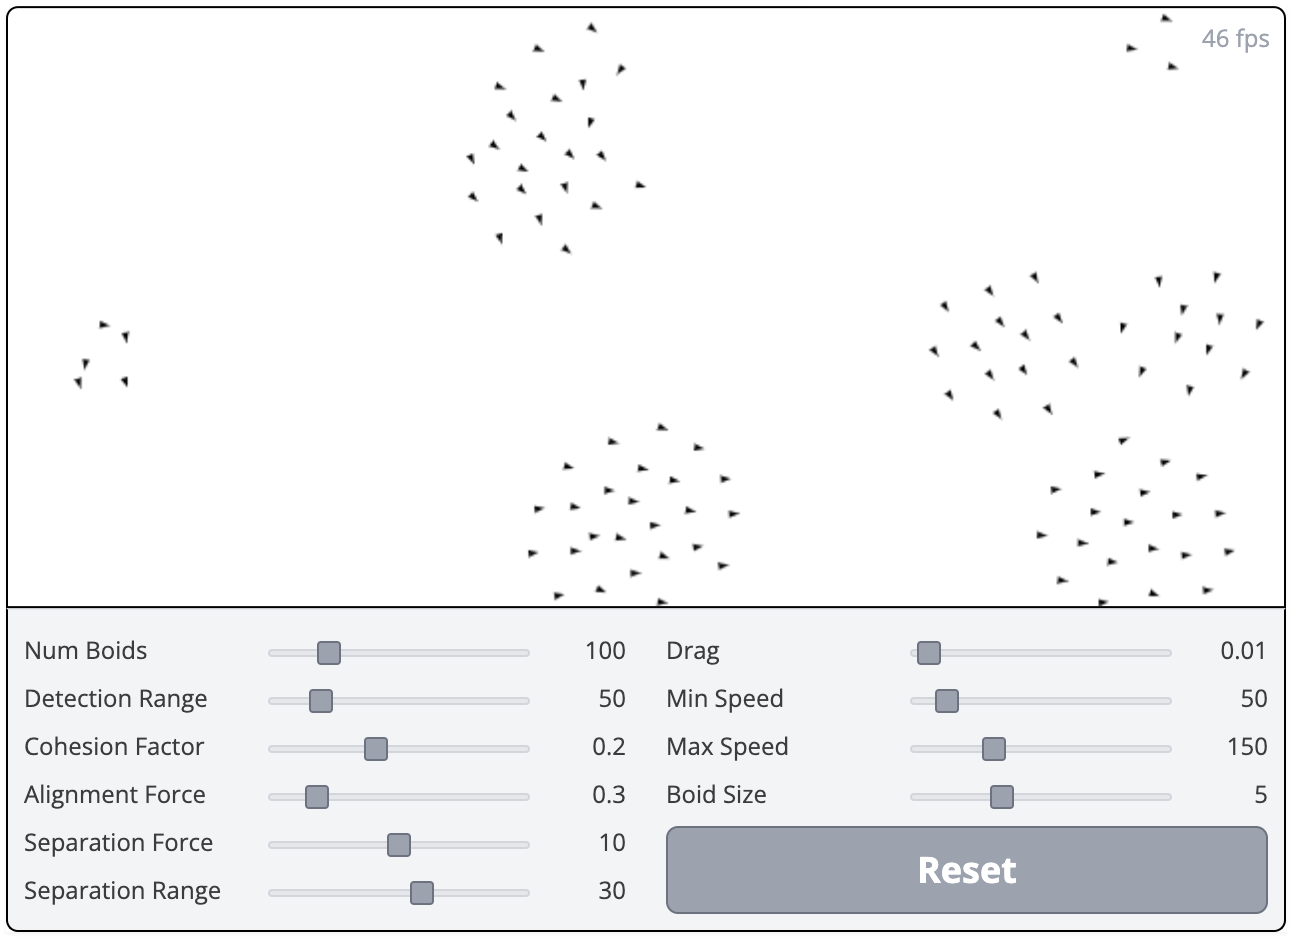 46 fps
Num Boids 100
Detection Range 50
Cohesion Factor 0.2
Alignment Force 0.3
Separation Force 10
Separation Range 30
Drag 0.01
Min Speed 50
Max Speed 150
Boid Size 5
Reset